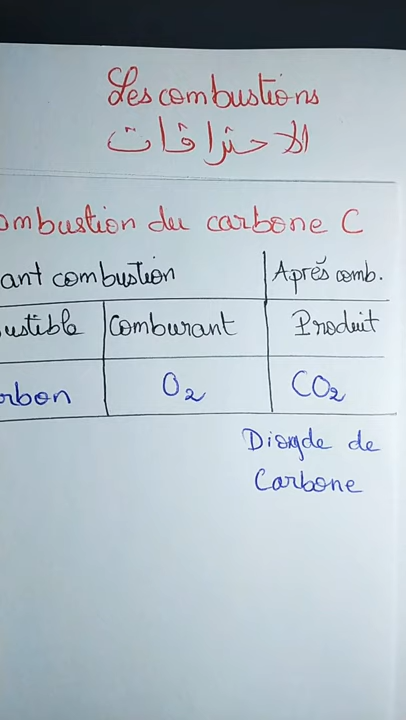 Les combustions
الاحتراقات
ombustion du carbone C
ant combustion Après comb.
ustible Comburant Produit
rbon O₂ CO₂
Dioxyde de
Carbone